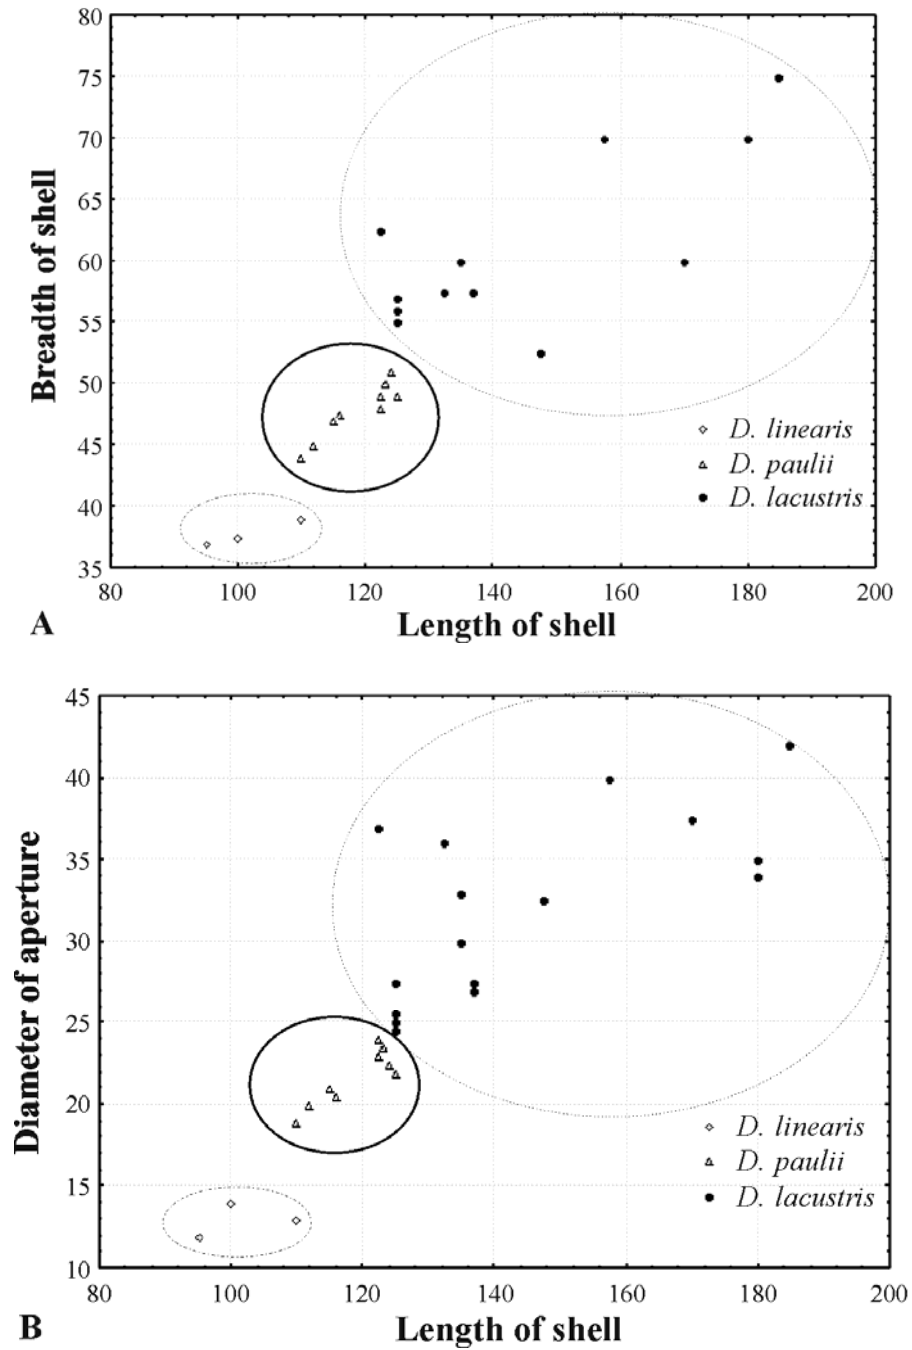 80
75
70
65
60
55
50
45
40
35
Breadth of shell
D. linearis
D. paulii
D. lacustris
80 100 120 140 160 180 200
A Length of shell
45
40
35
30
25
20
15
10
Diameter of aperture
D. linearis
D. paulii
D. lacustris
80 100 120 140 160 180 200
B Length of shell